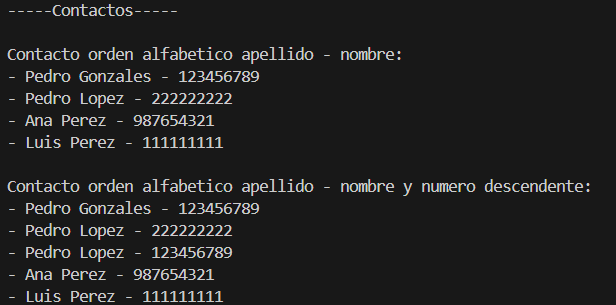 -----Contactos-----
Contacto orden alfabetico apellido - nombre:
- Pedro Gonzales - 123456789
- Pedro Lopez - 222222222
- Ana Perez - 987654321
- Luis Perez - 111111111
Contacto orden alfabetico apellido - nombre y numero descendente:
- Pedro Gonzales - 123456789
- Pedro Lopez - 222222222
- Pedro Lopez - 123456789
- Ana Perez - 987654321
- Luis Perez - 111111111